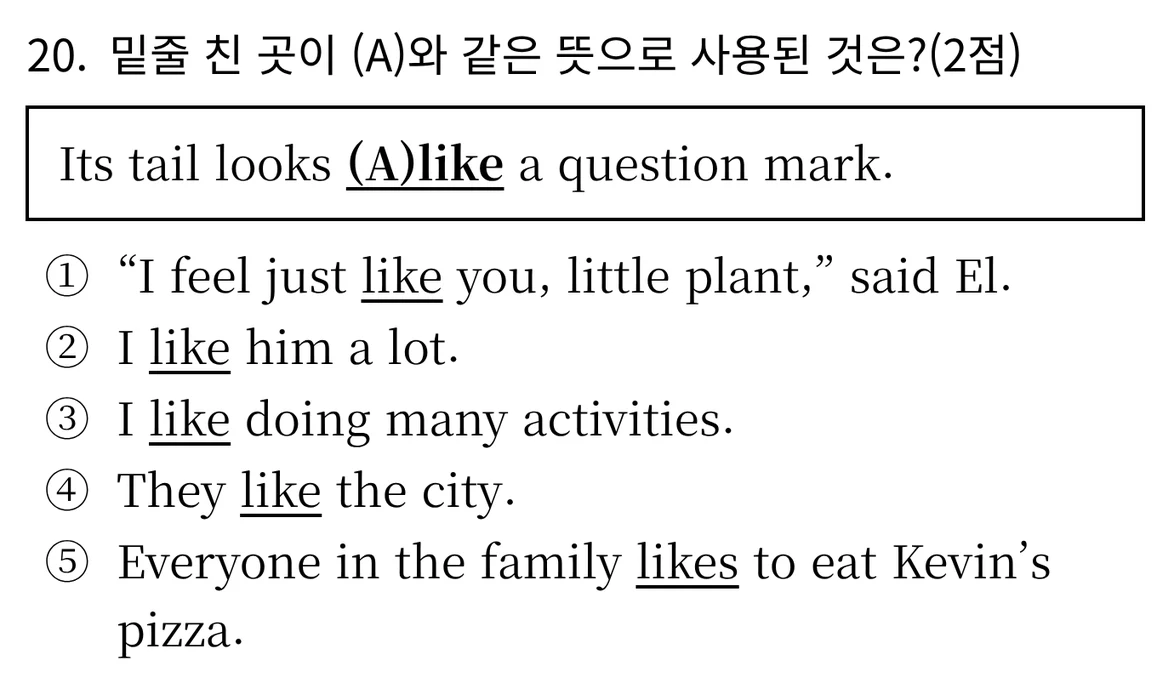 20. 밑줄 친 곳이 (A)와 같은 뜻으로 사용된 것은?(2점)
Its tail looks (A)like a question mark.
① “I feel just like you, little plant,” said El.
② I like him a lot.
③ I like doing many activities.
④ They like the city.
⑤ Everyone in the family likes to eat Kevin’s
pizza.